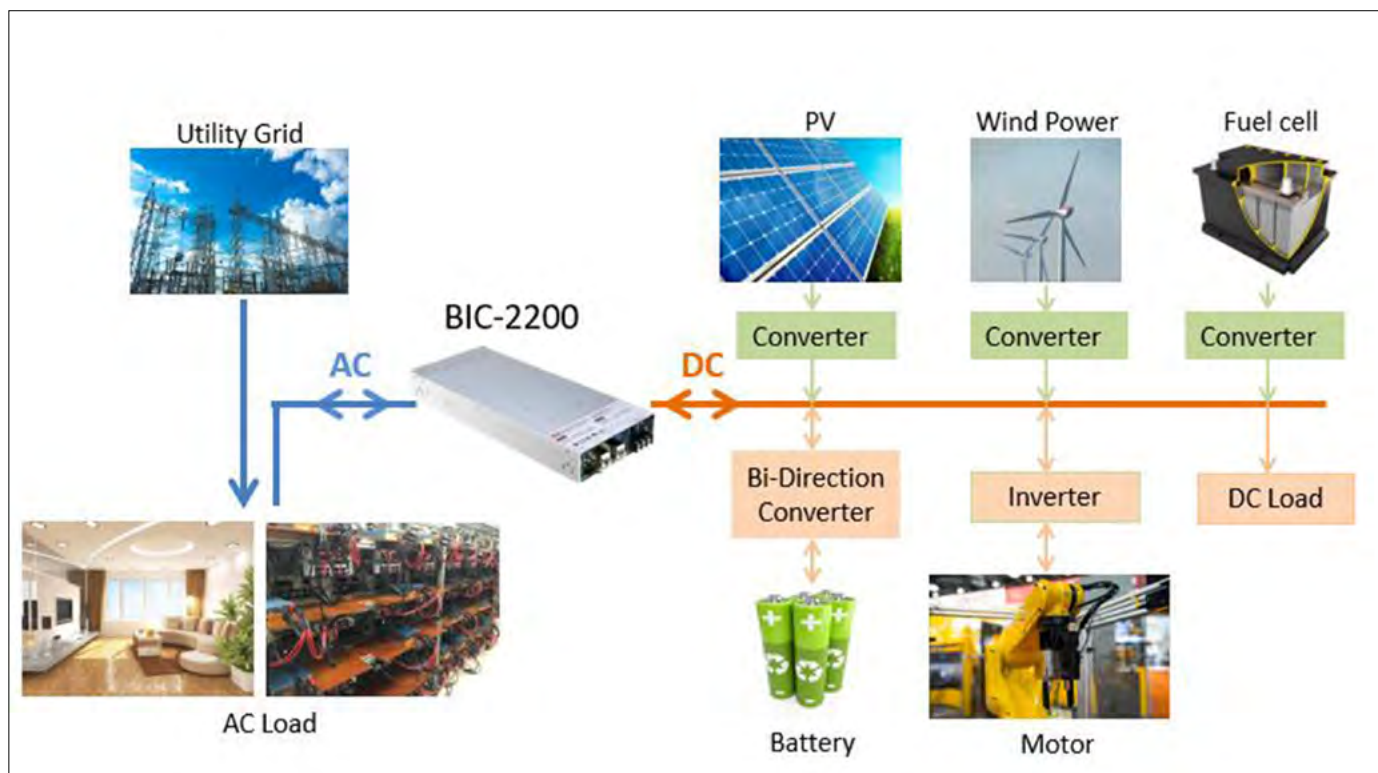 Utility Grid
PV
Wind Power
Fuel cell
BIC-2200
Converter
Converter
Converter
AC
DC
Bi-Direction
Converter
Inverter
DC Load
AC Load
Battery
Motor